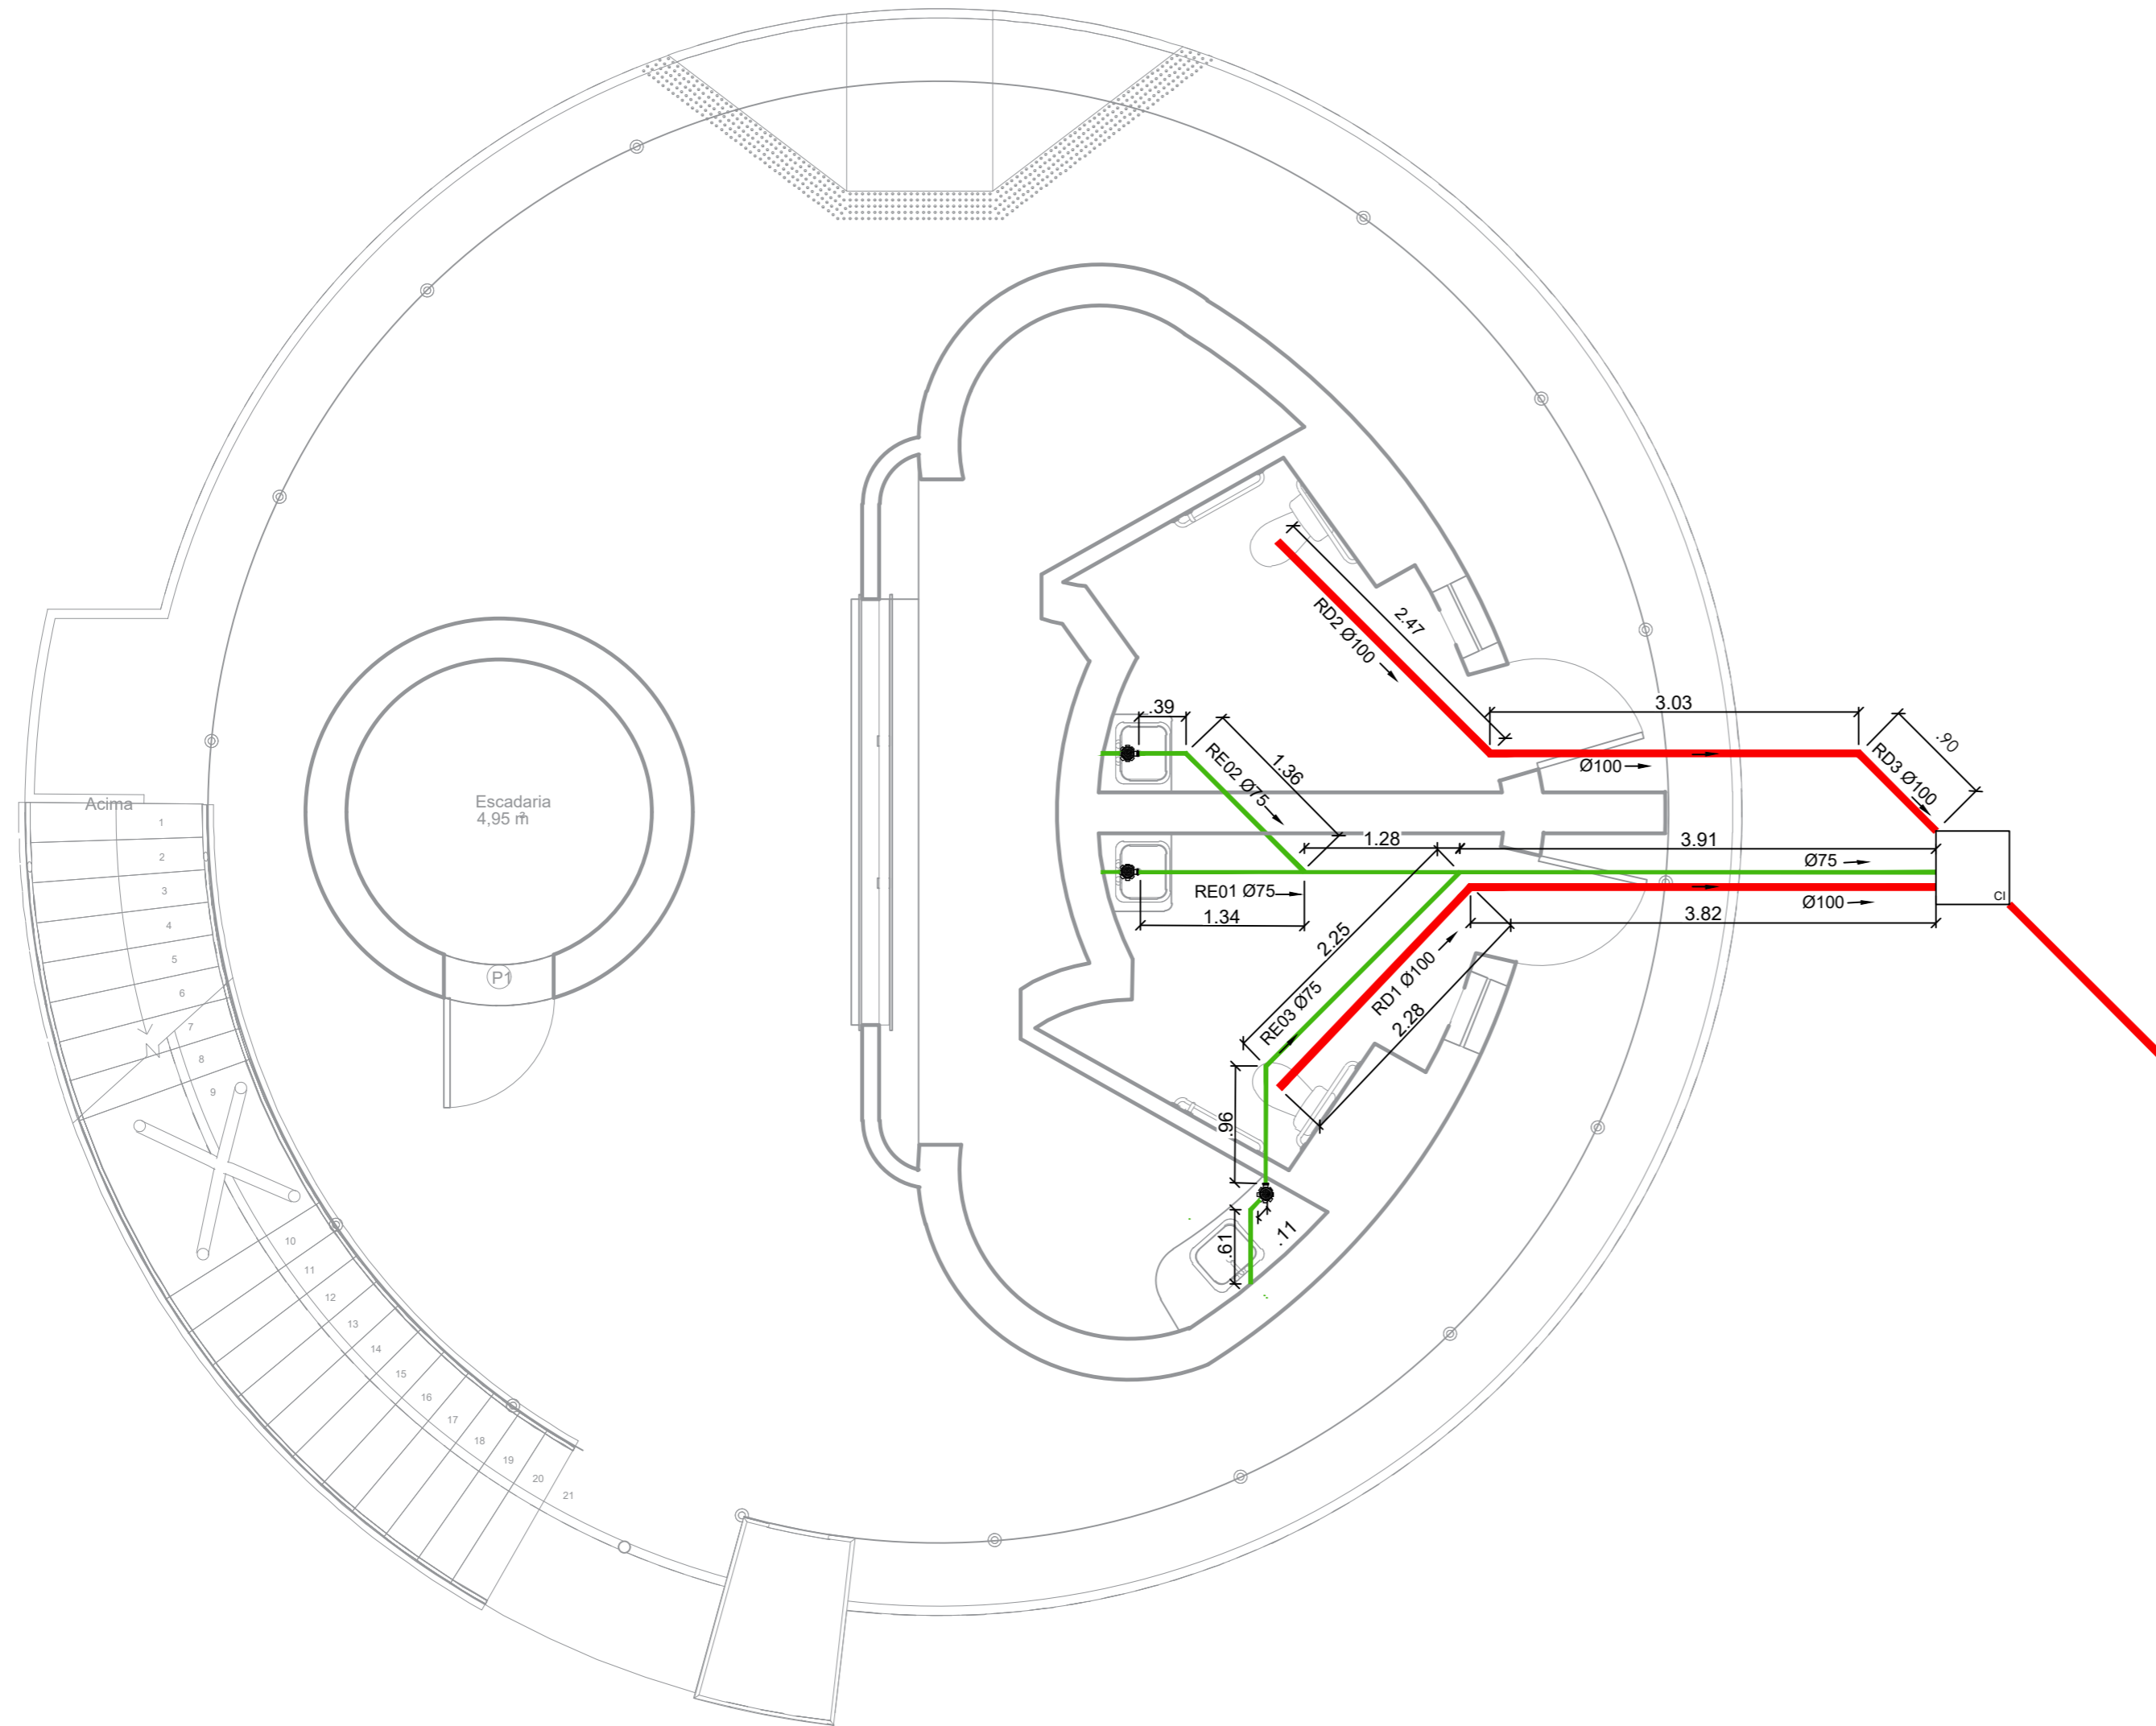 2.47
RD2 Ø100
3.03
.39
.90
RD3 Ø100
RE02 Ø75
1.36
Ø100
Acima
Escadaria
4,95 m²
1
2
3
4
5
6
7
8
9
10
11
12
13
14
15
16
17
18
19
20
21
P1
1.28
3.91
Ø75
RE01 Ø75
1.34
CI
Ø100
3.82
2.25
RD1 Ø100
RE03 Ø75
2.28
.96
.61
.11